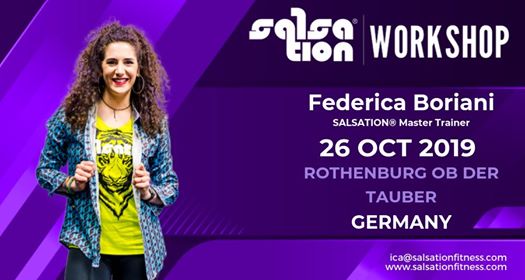 salsation® WORKSHOP
Federica Boriani
SALSATION® Master Trainer
26 OCT 2019
ROTHENBURG OB DER
TAUBER
GERMANY
ica@salsationfitness.com
www.salsationfitness.com